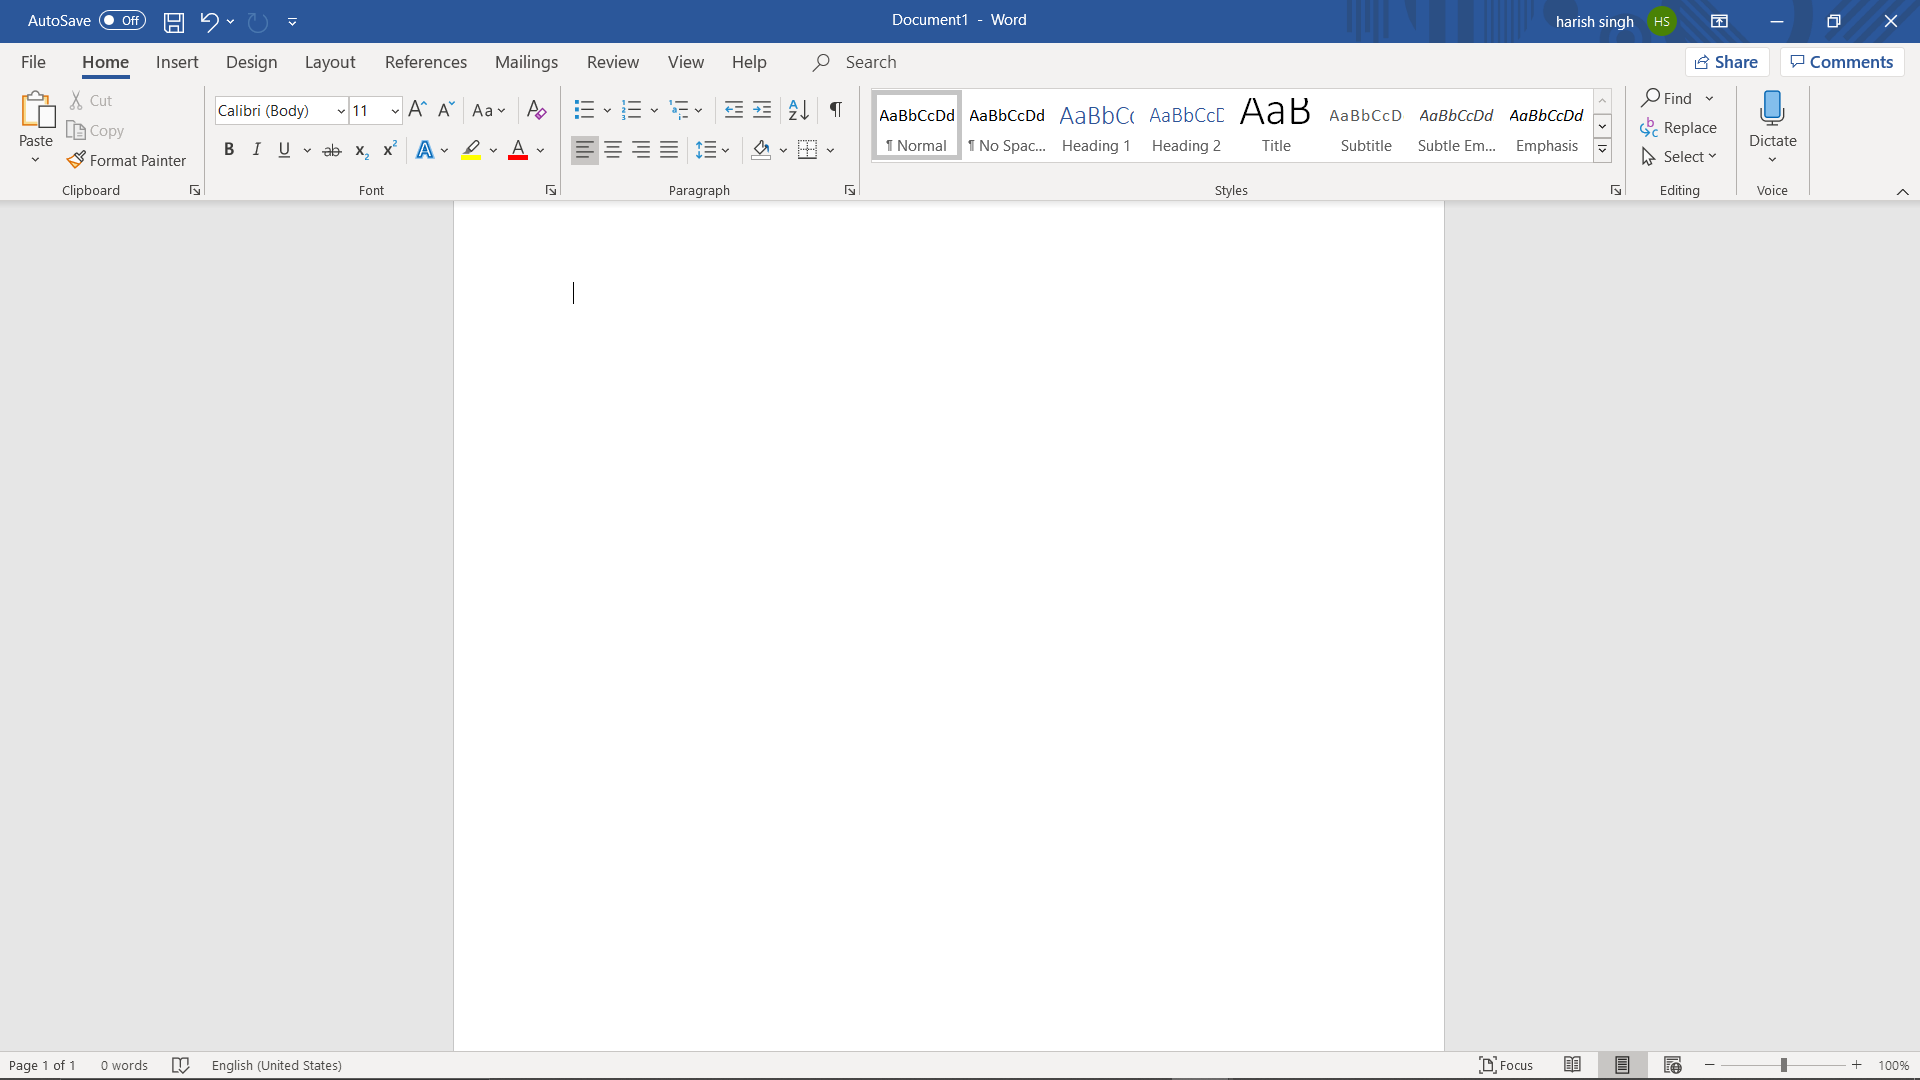 AutoSave Off
Document1 - Word
harish singh HS
File Home Insert Design Layout References Mailings Review View Help Search
Share Comments
Paste
Cut
Copy
Format Painter
Clipboard
Calibri (Body) 11
Aa
B I U ab x2 x2 A A
Font
Paragraph
AaBbCcDd AaBbCcDd AaBbCc AaBbCcD AaB AaBbCcD AaBbCcDd AaBbCcDd
¶ Normal ¶ No Spac... Heading 1 Heading 2 Title Subtitle Subtle Em... Emphasis
Styles
Find
Replace
Select
Editing
Dictate
Voice
Page 1 of 1 0 words English (United States)
Focus 100%